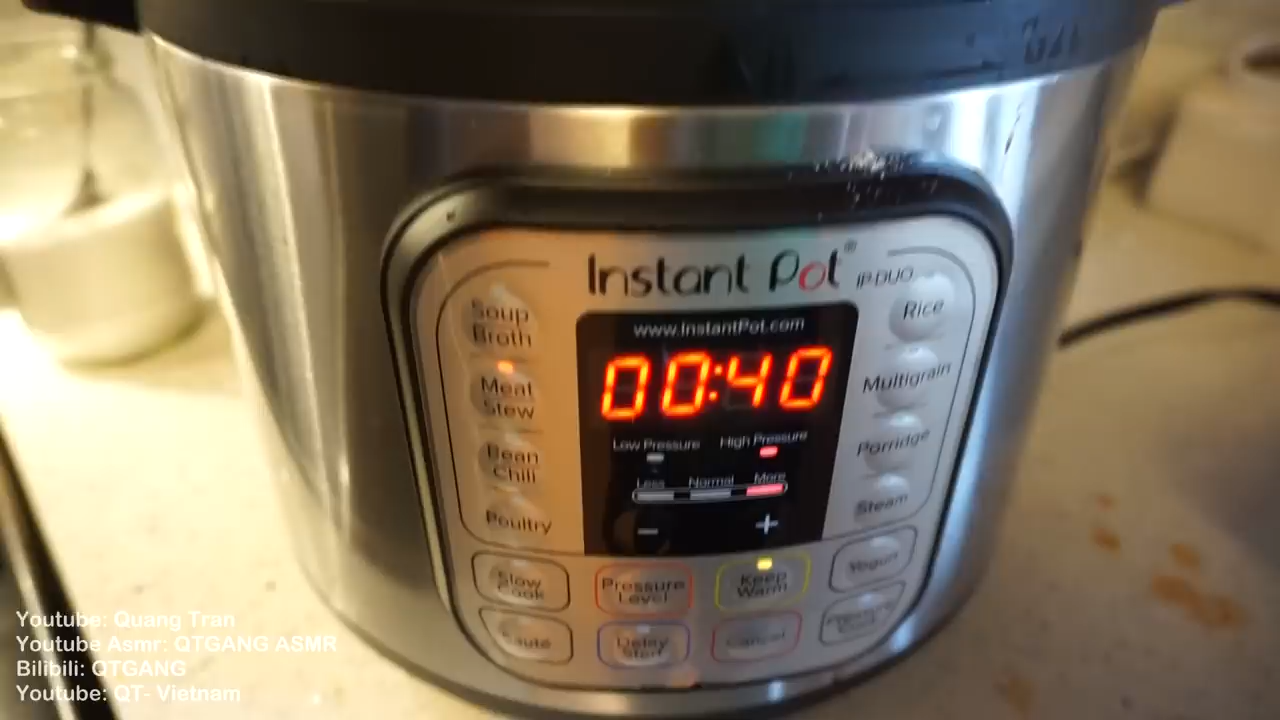 Instant Pot®
IP-DUO
www.InstantPot.com
00:40
Low Pressure
High Pressure
Less
Normal
More
−
+
Soup
Broth
Meat
Stew
Bean
Chili
Poultry
Rice
Multigrain
Porridge
Steam
Slow
Cook
Pressure
Level
Keep
Warm
Yogurt
Saute
Delay
Start
Cancel
Youtube: Quang Tran
Youtube Asmr: QTGANG ASMR
Bilibili: QTGANG
Youtube: QT- Vietnam